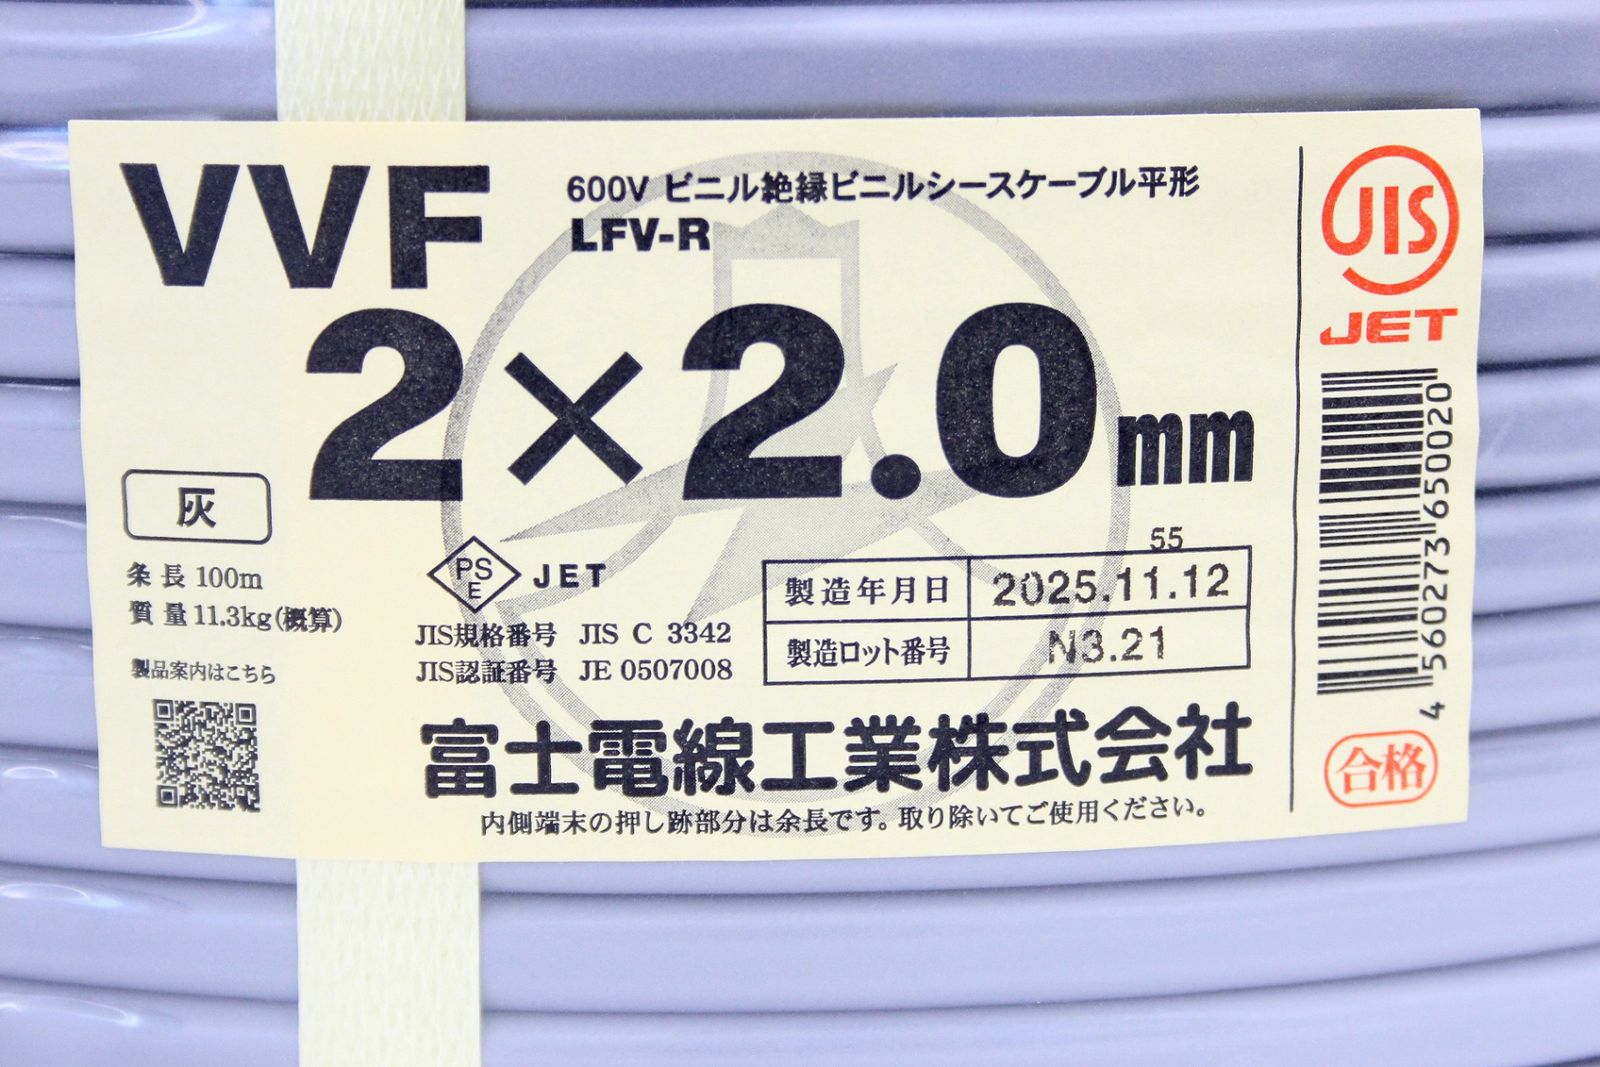 VVF
600V ビニル絶縁ビニルシースケーブル平形
LFV-R
2×2.0mm
灰
条長 100m
質量 11.3kg(概算)
製品案内はこちら
PS
E
JET
JIS規格番号 JIS C 3342
JIS認証番号 JE 0507008
55
製造年月日 2025.11.12
製造ロット番号 N3.21
富士電線工業株式会社
内側端末の押し跡部分は余長です。取り除いてご使用ください。
JIS
JET
4 560273 650020
合格